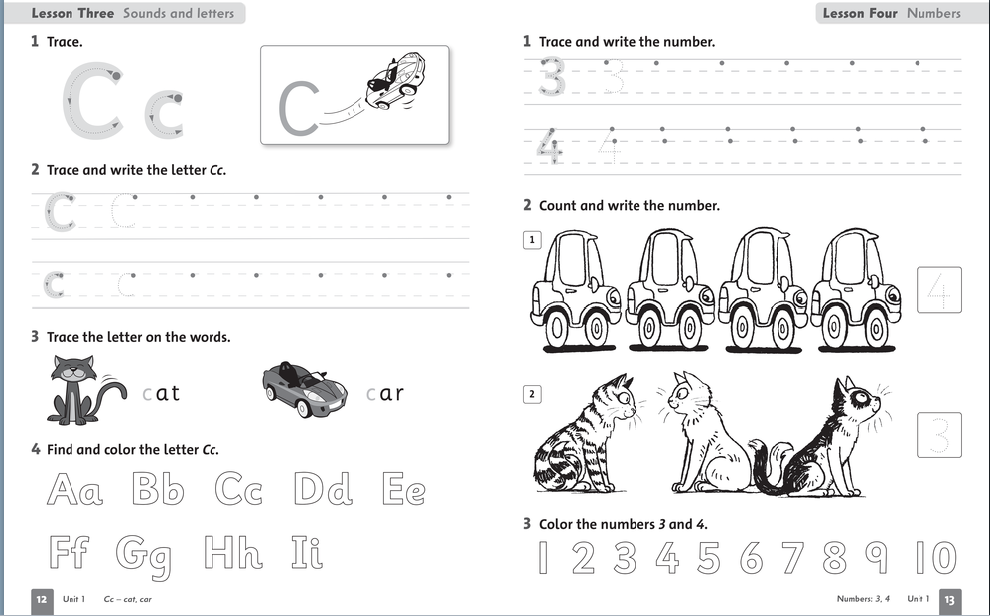 Lesson Three Sounds and letters
1 Trace.
C c
C
2 Trace and write the letter Cc.
C C
c c
3 Trace the letter on the words.
cat car
4 Find and color the letter Cc.
Aa Bb Cc Dd Ee
Ff Gg Hh Ii
12 Unit 1 Cc – cat, car
Lesson Four Numbers
1 Trace and write the number.
3 3
4 4
2 Count and write the number.
1
4
2
3
3 Color the numbers 3 and 4.
1 2 3 4 5 6 7 8 9 10
Numbers: 3, 4 Unit 1 13